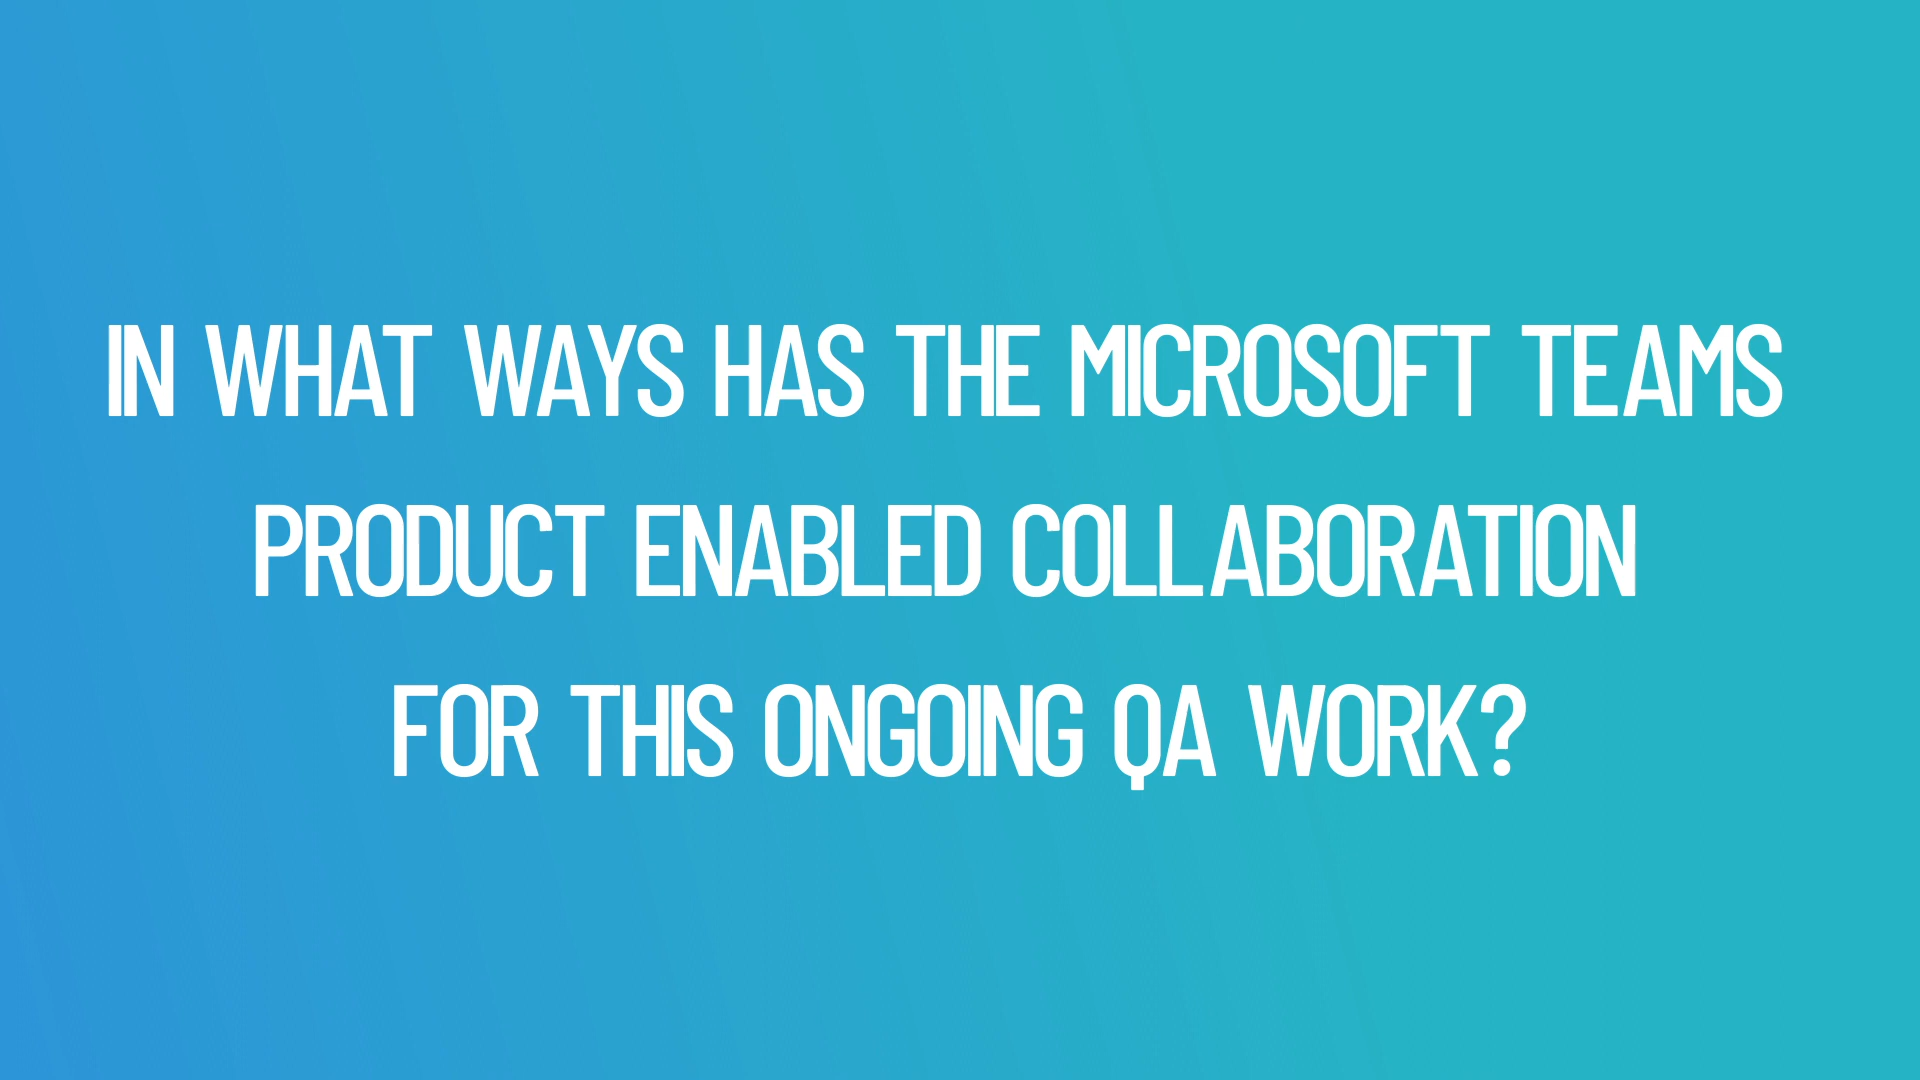 IN WHAT WAYS HAS THE MICROSOFT TEAMS
PRODUCT ENABLED COLLABORATION
FOR THIS ONGOING QA WORK?